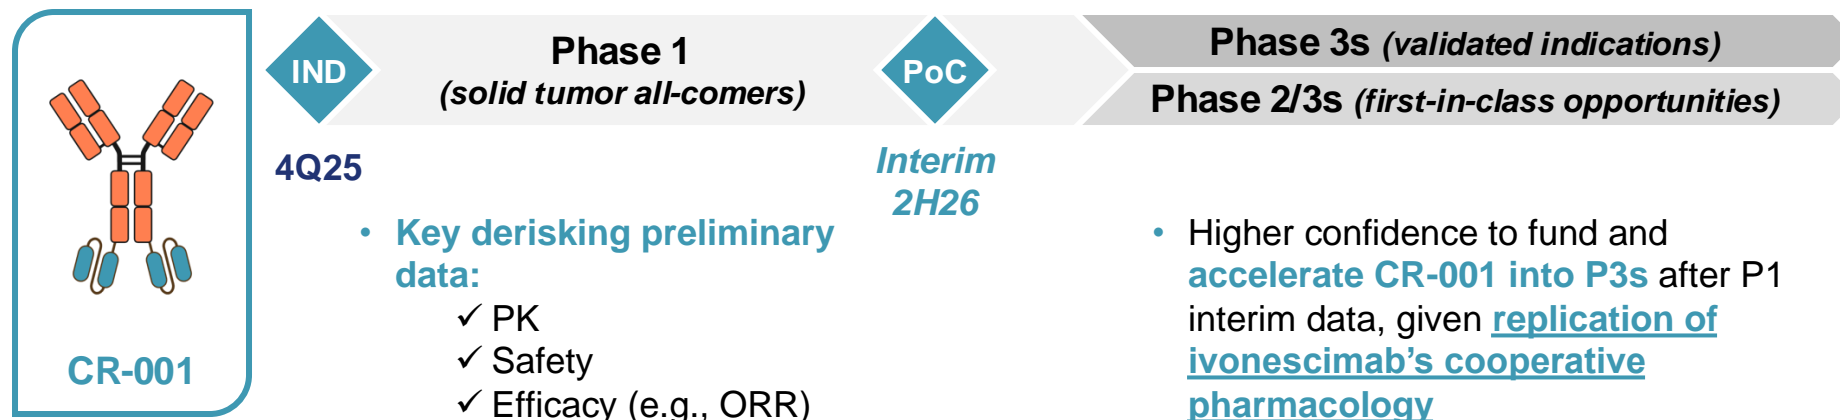 IND
Phase 1
(solid tumor all-comers)
PoC
Phase 3s (validated indications)
Phase 2/3s (first-in-class opportunities)
4Q25
Interim
2H26
• Key derisking preliminary
data:
✓ PK
✓ Safety
✓ Efficacy (e.g., ORR)
• Higher confidence to fund and
accelerate CR-001 into P3s after P1
interim data, given replication of
ivonescimab’s cooperative
pharmacology
CR-001